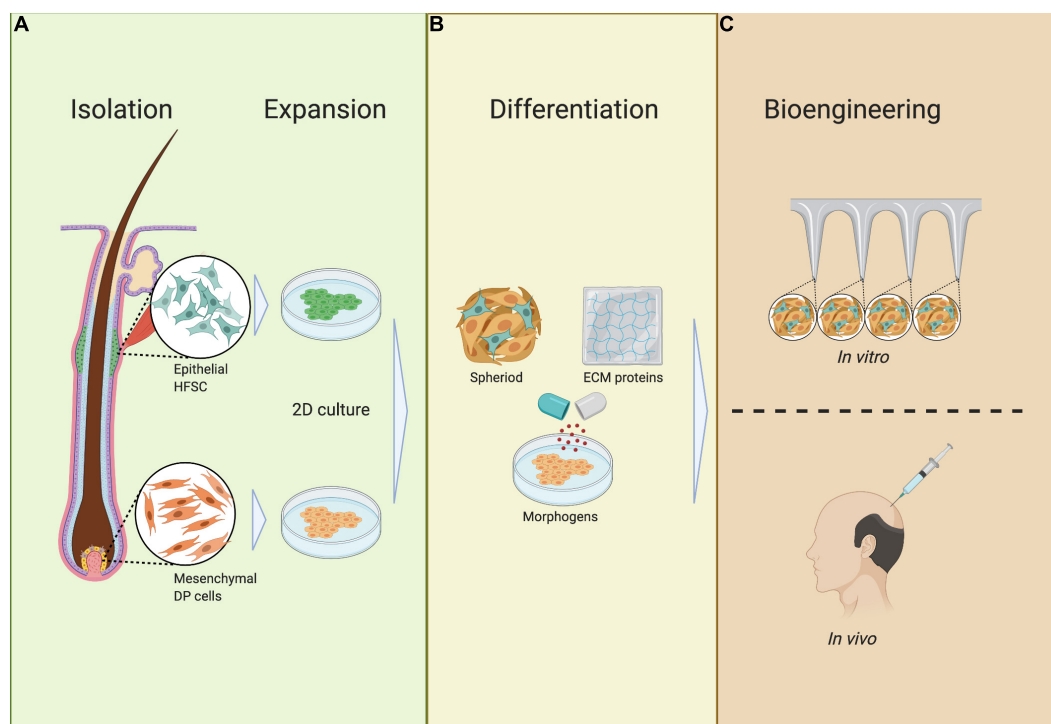 A
Isolation
Expansion
Epithelial
HFSC
2D culture
Mesenchymal
DP cells
B
Differentiation
Spheriod
ECM proteins
Morphogens
C
Bioengineering
In vitro
In vivo